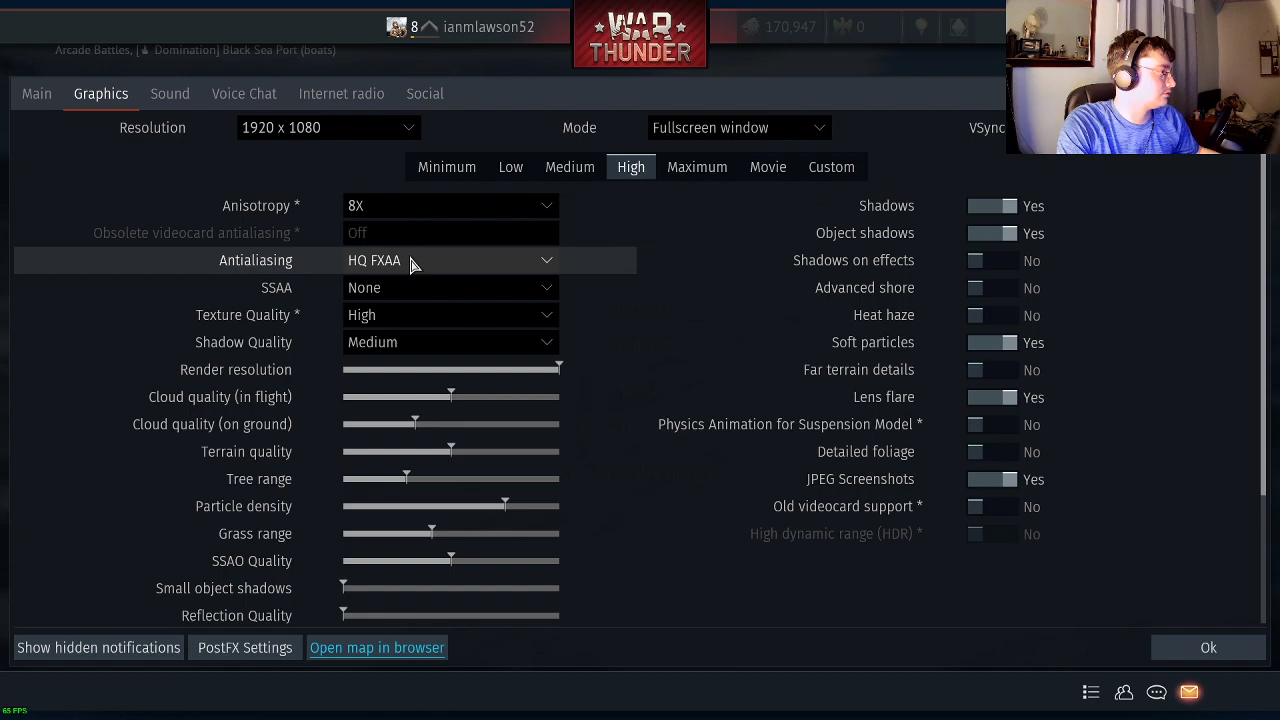 8 ianmlawson52
WAR THUNDER
170,947
0
Arcade Battles, [ Domination] Black Sea Port (boats)
Main Graphics Sound Voice Chat Internet radio Social
Resolution 1920 x 1080 Mode Fullscreen window VSync
Minimum Low Medium High Maximum Movie Custom
Anisotropy * 8X Shadows Yes
Obsolete videocard antialiasing * Off Object shadows Yes
Antialiasing HQ FXAA Shadows on effects No
SSAA None Advanced shore No
Texture Quality * High Heat haze No
Shadow Quality Medium Soft particles Yes
Render resolution Far terrain details No
Cloud quality (in flight) Lens flare Yes
Cloud quality (on ground) Physics Animation for Suspension Model * No
Terrain quality Detailed foliage No
Tree range JPEG Screenshots Yes
Particle density Old videocard support * No
Grass range High dynamic range (HDR) * No
SSAO Quality
Small object shadows
Reflection Quality
Show hidden notifications PostFX Settings Open map in browser Ok
65 FPS